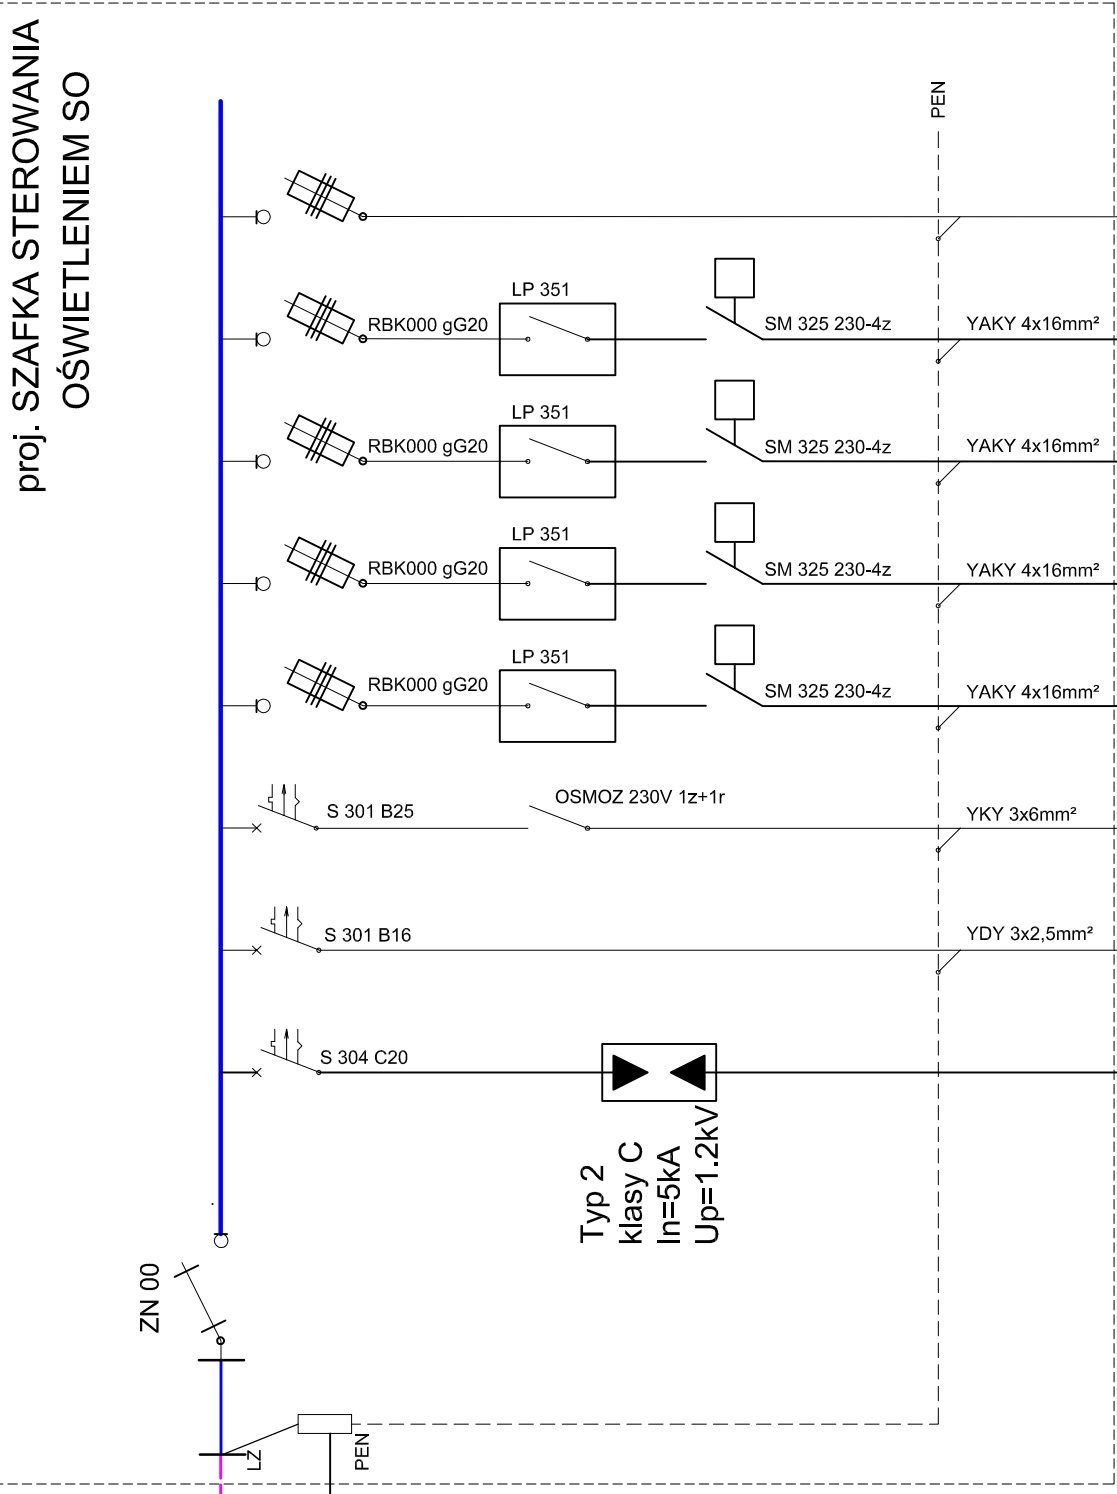 proj. SZAFKA STEROWANIA
OŚWIETLENIEM SO
PEN
LP 351
RBK000 gG20
SM 325 230-4z
YAKY 4x16mm²
LP 351
RBK000 gG20
SM 325 230-4z
YAKY 4x16mm²
LP 351
RBK000 gG20
SM 325 230-4z
YAKY 4x16mm²
LP 351
RBK000 gG20
SM 325 230-4z
YAKY 4x16mm²
S 301 B25
OSMOZ 230V 1z+1r
YKY 3x6mm²
S 301 B16
YDY 3x2,5mm²
S 304 C20
Typ 2
klasy C
In=5kA
Up=1.2kV
ZN 00
LZ
PEN